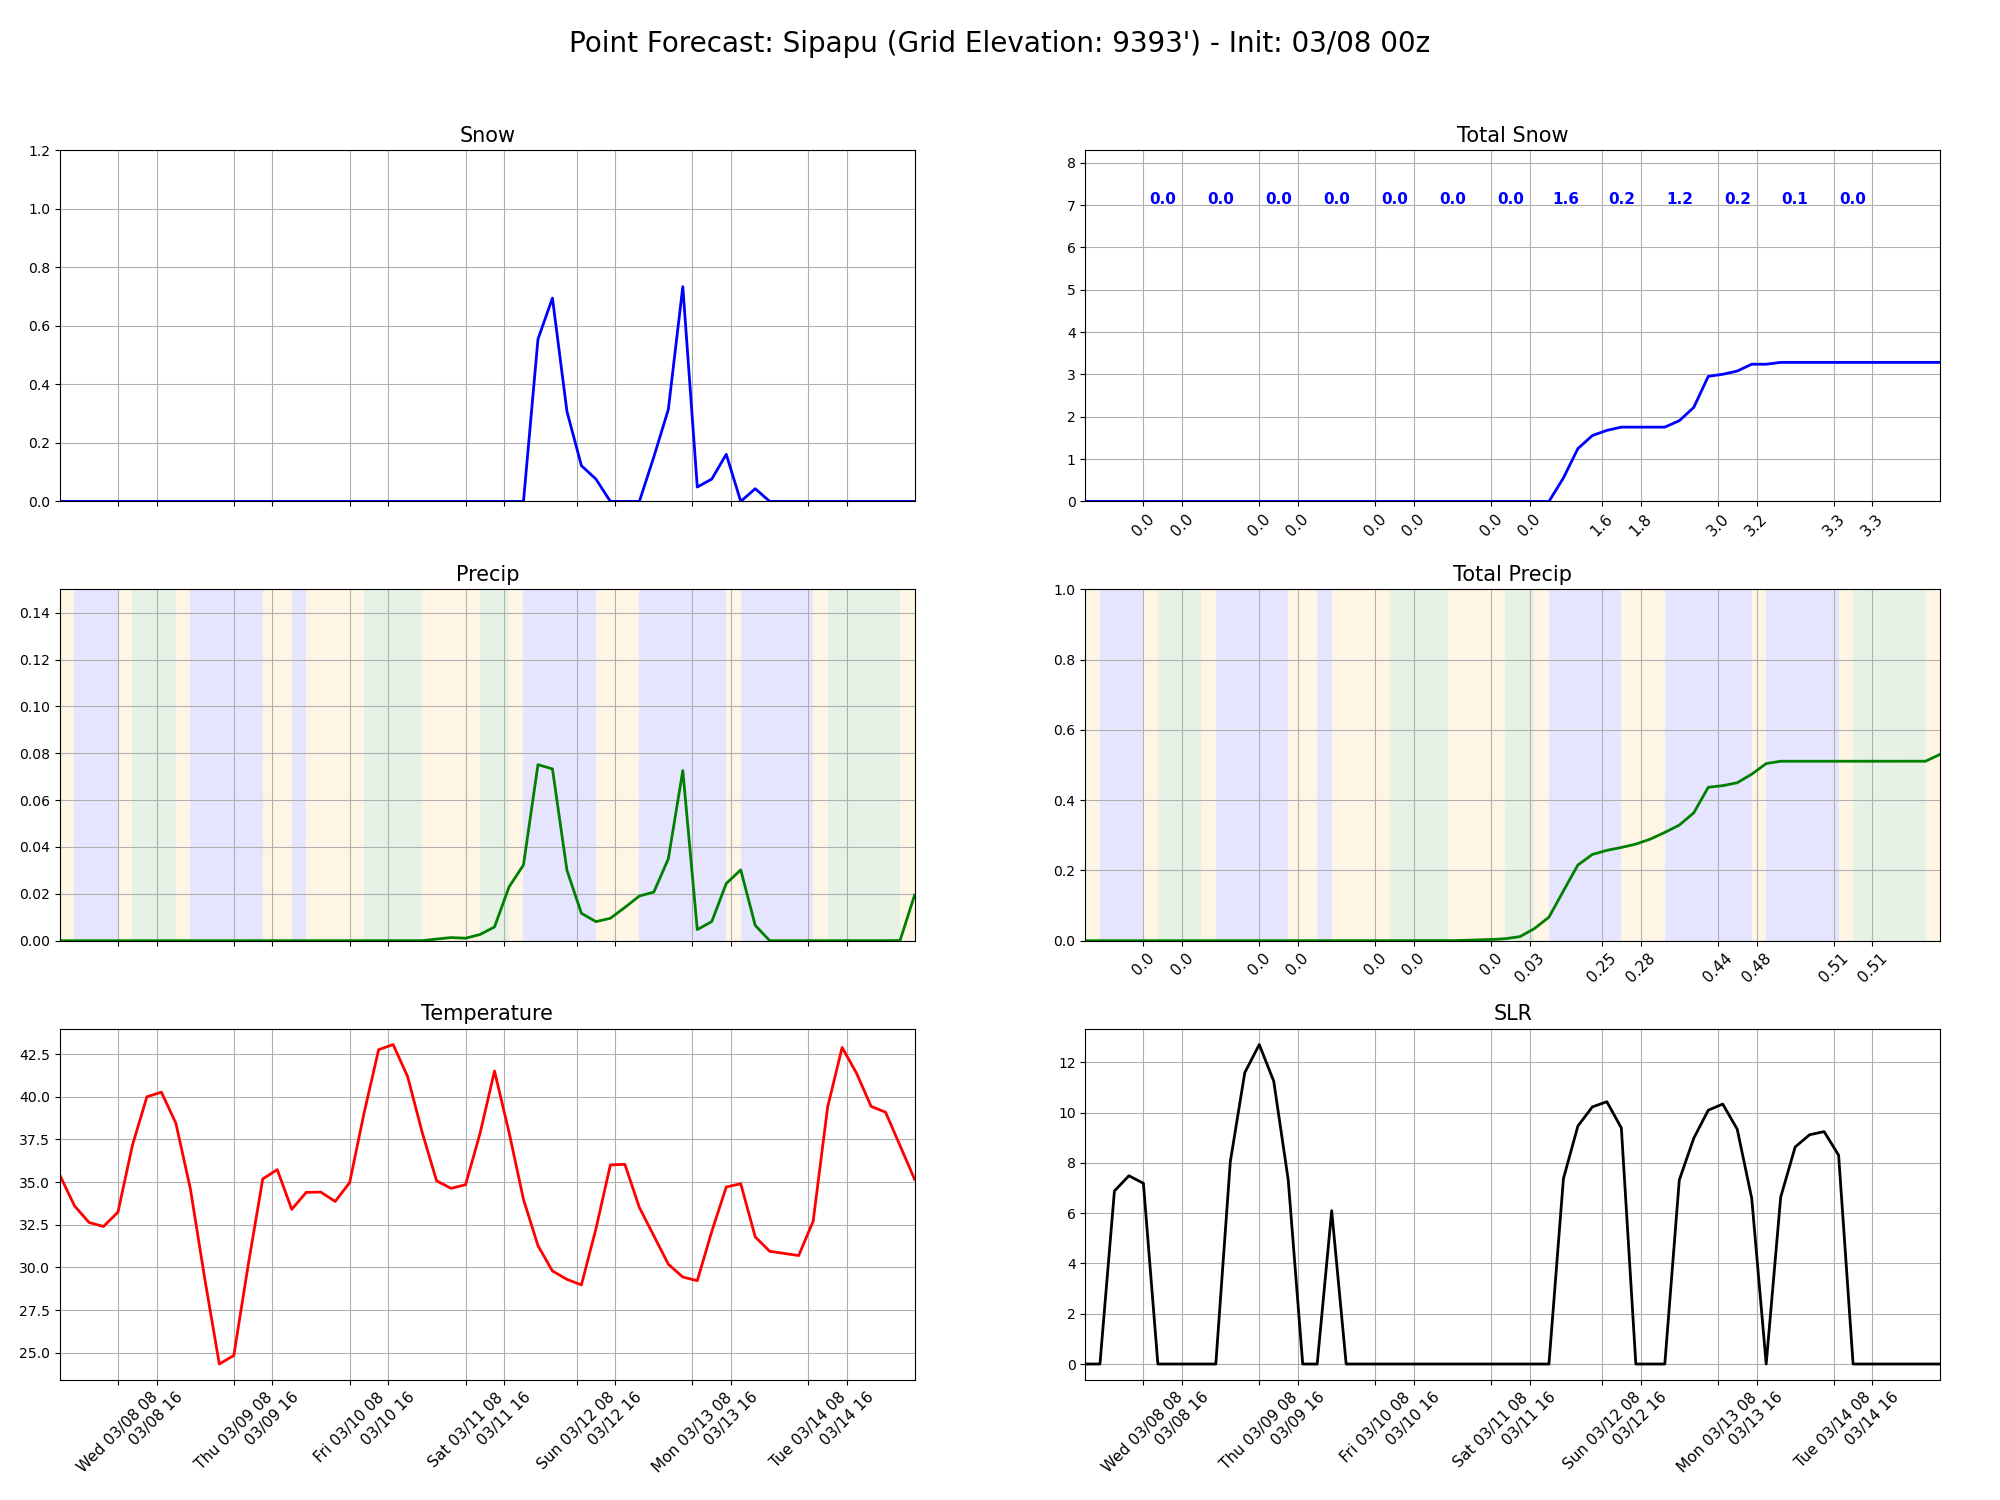 Point Forecast: Sipapu (Grid Elevation: 9393') - Init: 03/08 00z
Snow
1.2
1.0
0.8
0.6
0.4
0.2
0.0
Total Snow
8
7
6
5
4
3
2
1
0
0.0 0.0 0.0 0.0 0.0 0.0 0.0 1.6 0.2 1.2 0.2 0.1 0.0
0.0 0.0 0.0 0.0 0.0 0.0 0.0 0.0 1.6 1.8 3.0 3.2 3.3 3.3
Precip
0.14
0.12
0.10
0.08
0.06
0.04
0.02
0.00
Total Precip
1.0
0.8
0.6
0.4
0.2
0.0
0.0 0.0 0.0 0.0 0.0 0.0 0.0 0.03 0.25 0.28 0.44 0.48 0.51 0.51
Temperature
42.5
40.0
37.5
35.0
32.5
30.0
27.5
25.0
Wed 03/08 08
03/08 16
Thu 03/09 08
03/09 16
Fri 03/10 08
03/10 16
Sat 03/11 08
03/11 16
Sun 03/12 08
03/12 16
Mon 03/13 08
03/13 16
Tue 03/14 08
03/14 16
SLR
12
10
8
6
4
2
0
Wed 03/08 08
03/08 16
Thu 03/09 08
03/09 16
Fri 03/10 08
03/10 16
Sat 03/11 08
03/11 16
Sun 03/12 08
03/12 16
Mon 03/13 08
03/13 16
Tue 03/14 08
03/14 16